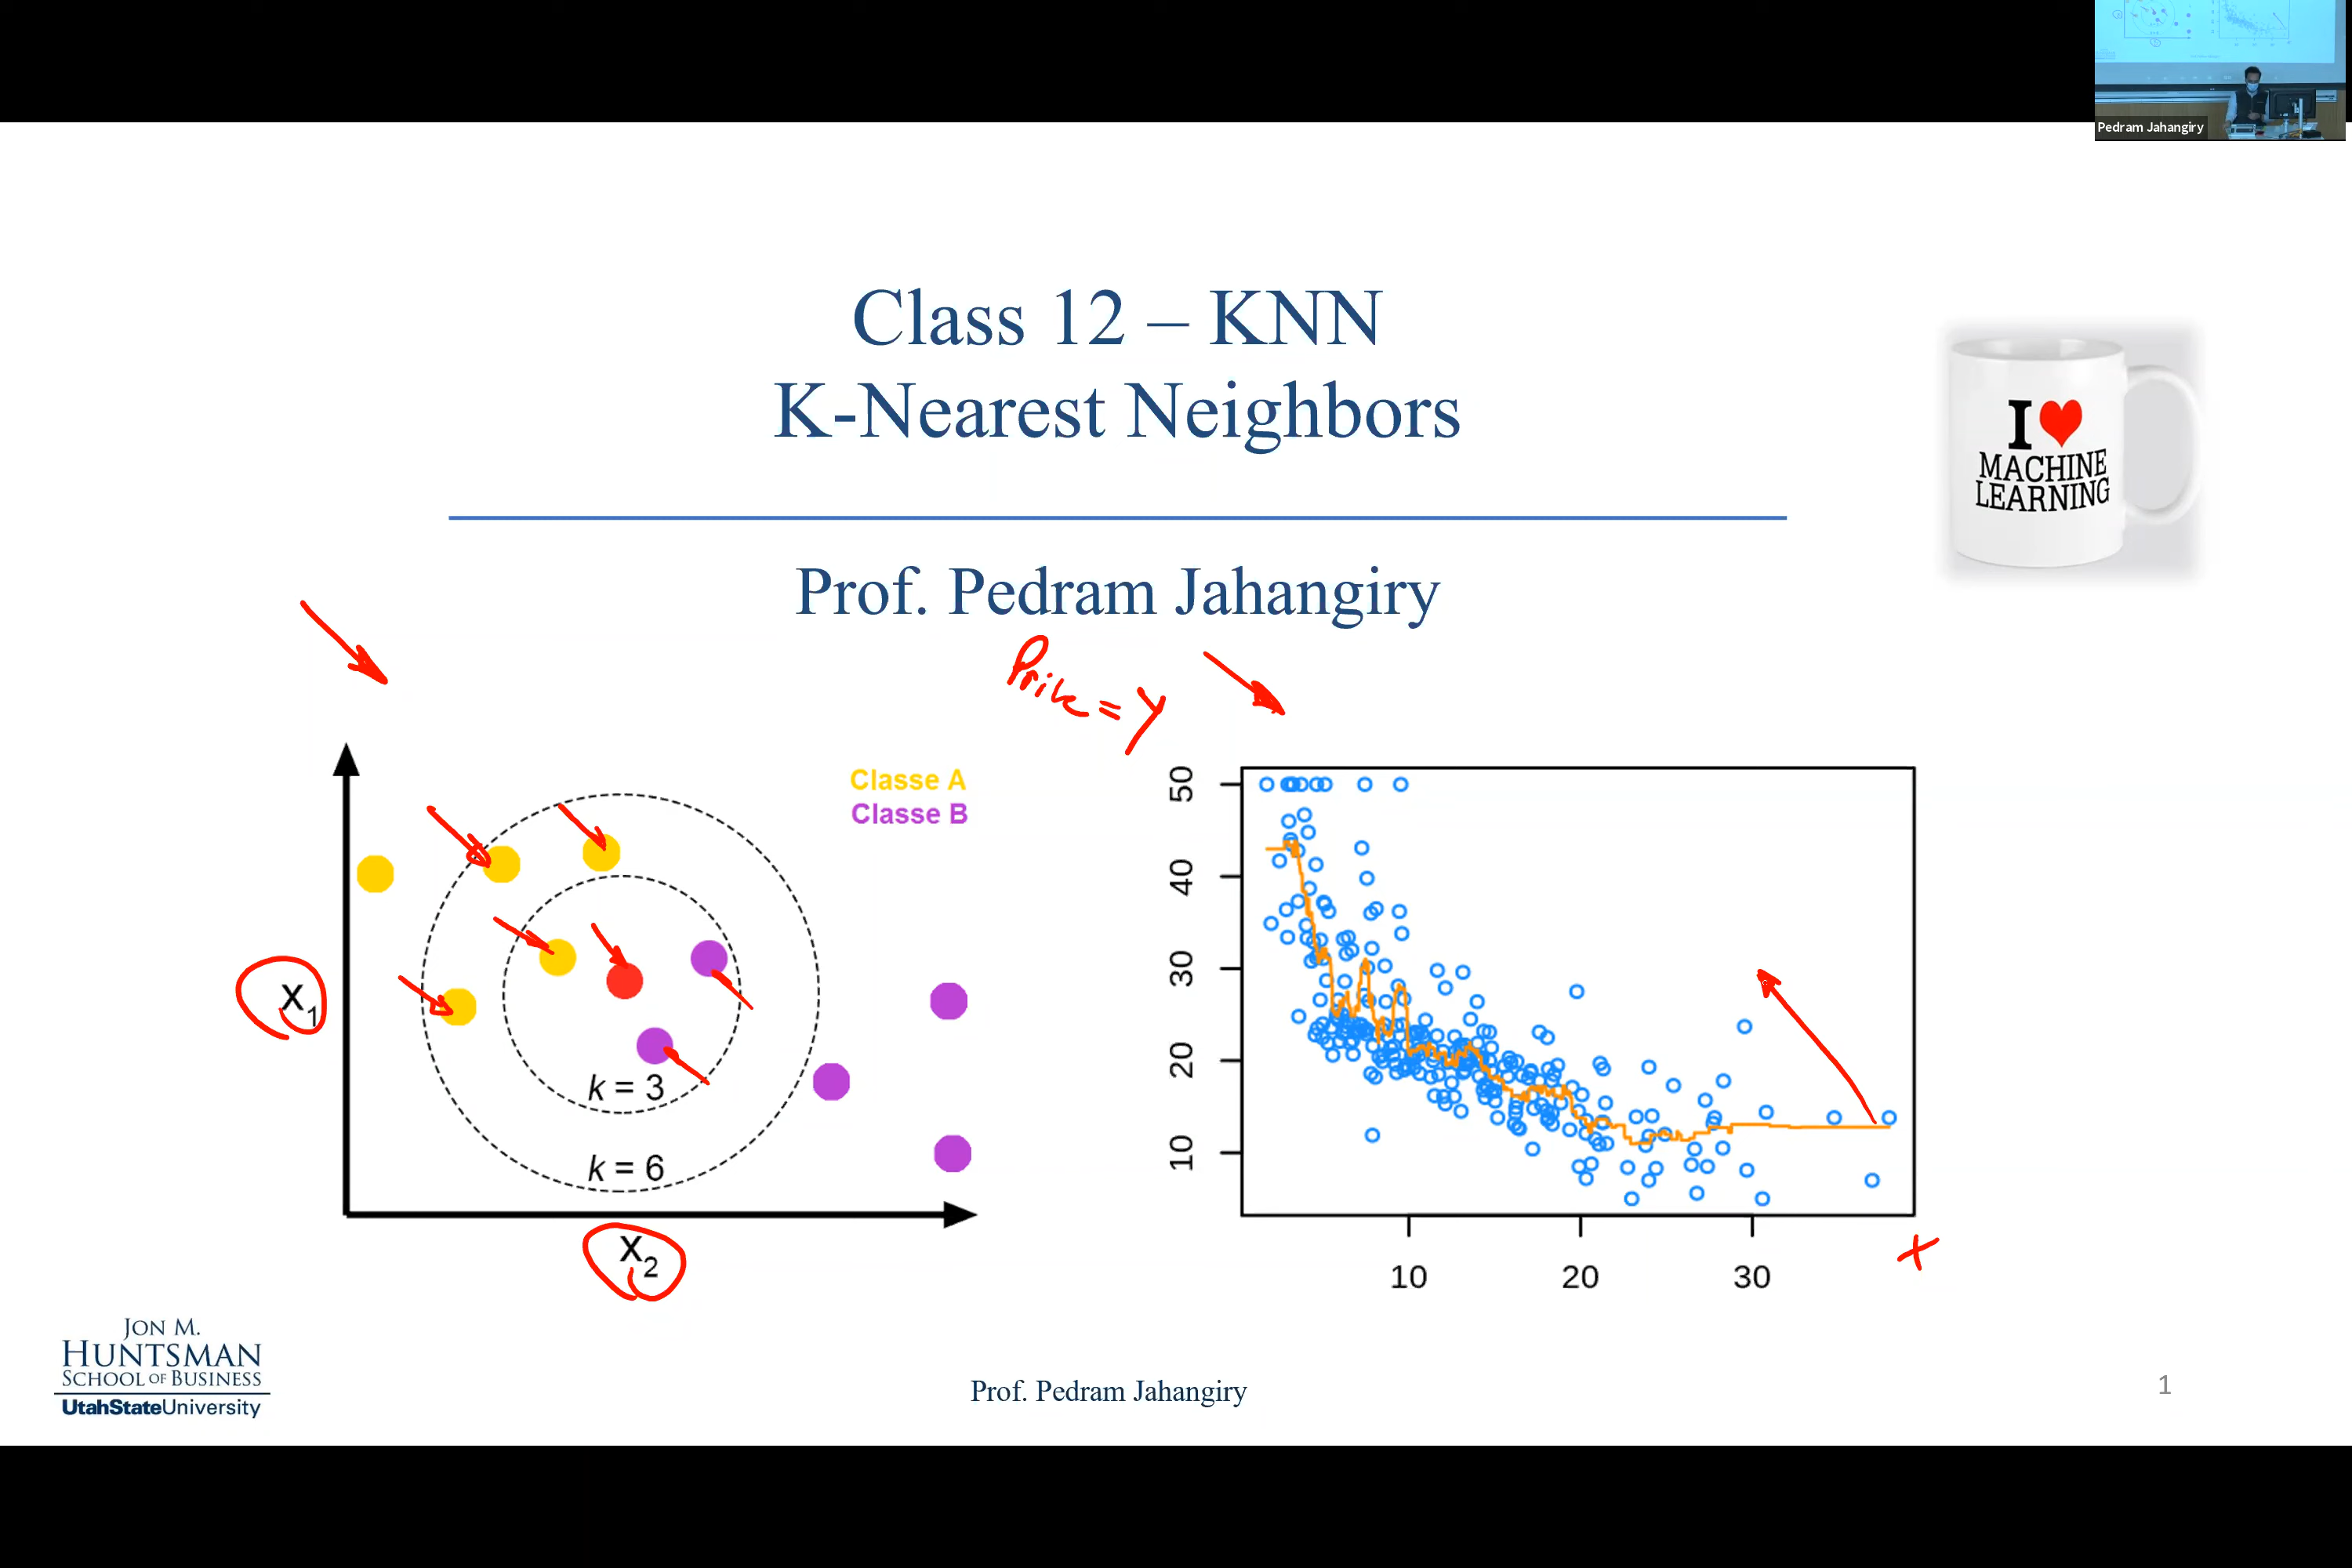 Pedram Jahangiry
Class 12 – KNN
K-Nearest Neighbors
I
MACHINE
LEARNING
Prof. Pedram Jahangiry
Price = y
Classe A
Classe B
x1
k = 3
k = 6
x2
50
40
30
20
10
10 20 30
x
JON M.
HUNTSMAN
SCHOOL OF BUSINESS
UtahStateUniversity
Prof. Pedram Jahangiry
1